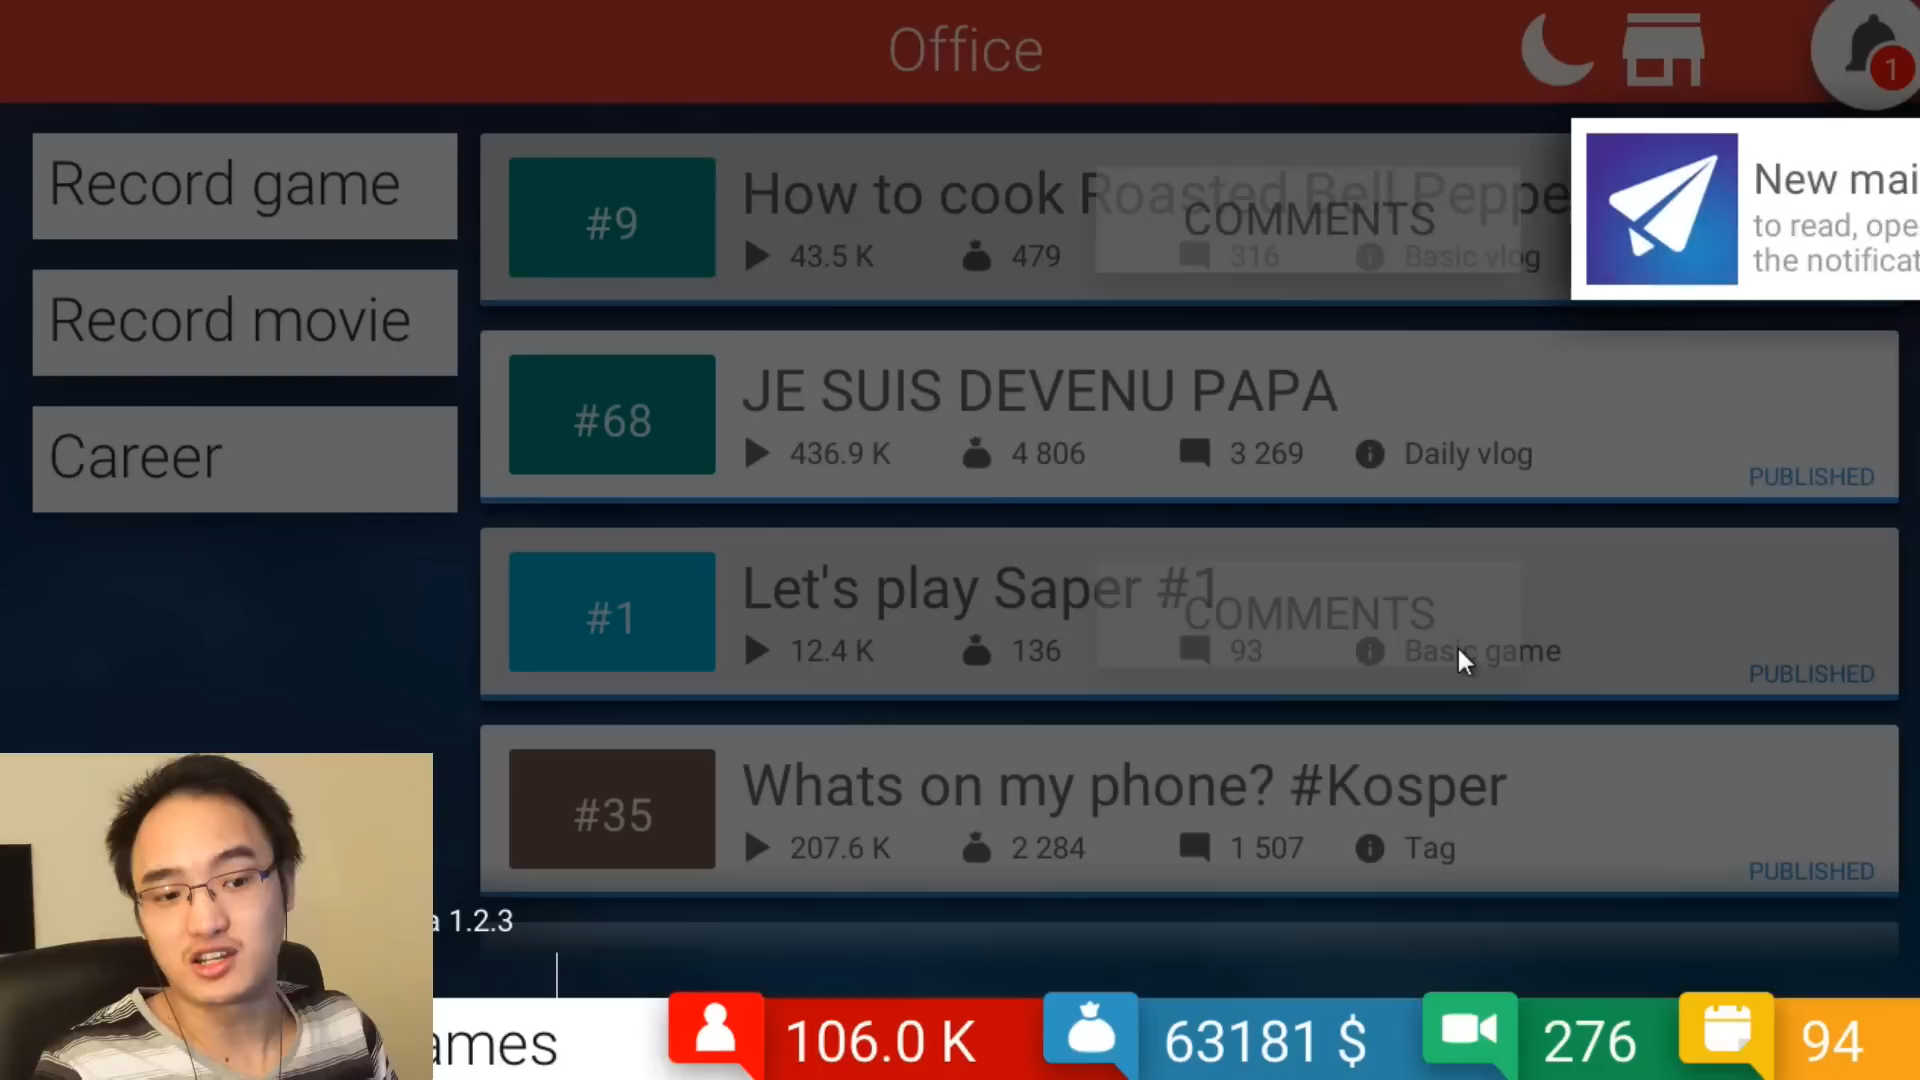 Office
1
Record game
Record movie
Career
#9
How to cook Roasted Bell Peppe
COMMENTS
43.5 K
479
316
Basic vlog
New mai
to read, ope
the notificat
#68
JE SUIS DEVENU PAPA
436.9 K
4 806
3 269
Daily vlog
PUBLISHED
#1
Let's play Saper #1
COMMENTS
12.4 K
136
93
Basic game
PUBLISHED
#35
Whats on my phone? #Kosper
207.6 K
2 284
1 507
Tag
PUBLISHED
a 1.2.3
ames
106.0 K
63181 $
276
94